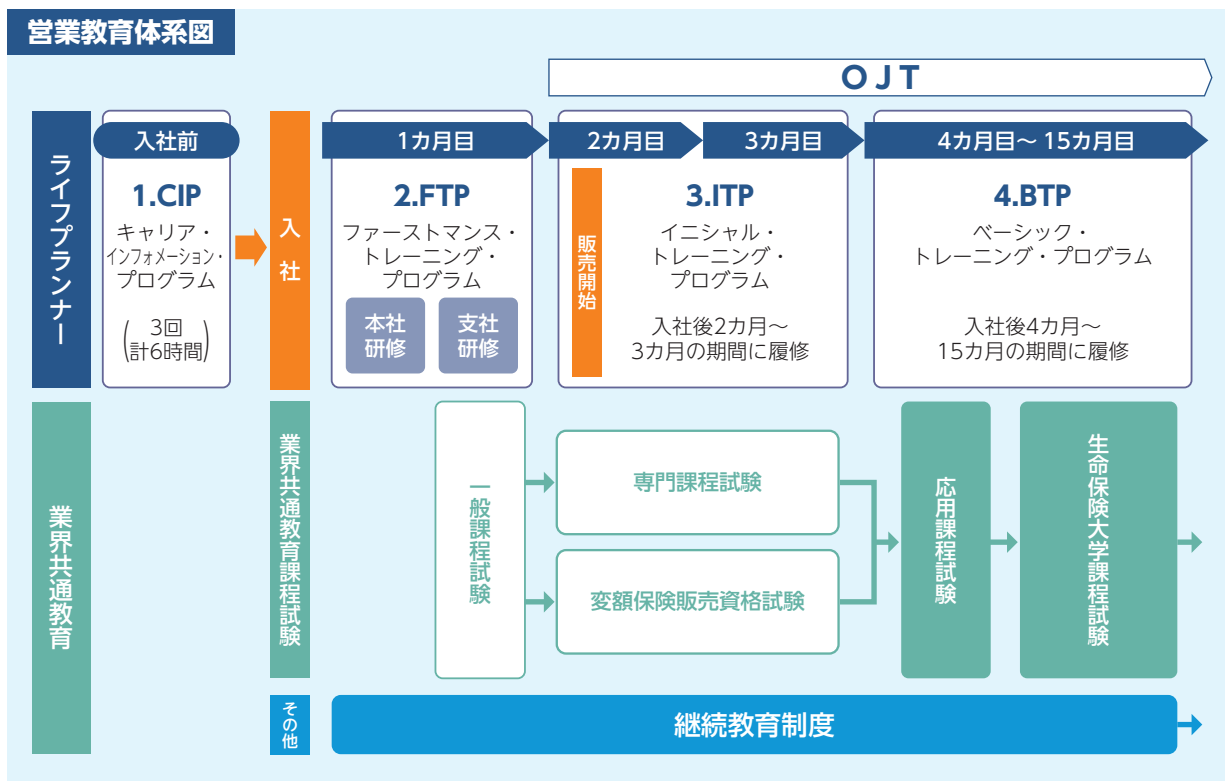 営業教育体系図
OJT
ライフプランナー
入社前
1.CIP
キャリア・
インフォメーション・
プログラム
(3回
計6時間)
入社
1カ月目
2.FTP
ファーストマンス・
トレーニング・
プログラム
本社
研修
支社
研修
2カ月目
3カ月目
販売開始
3.ITP
イニシャル・
トレーニング・
プログラム
入社後2カ月～
3カ月の期間に履修
4カ月目～15カ月目
4.BTP
ベーシック・
トレーニング・プログラム
入社後4カ月～
15カ月の期間に履修
業界共通教育
業界共通教育課程試験
一般課程試験
専門課程試験
変額保険販売資格試験
応用課程試験
生命保険大学課程試験
その他
継続教育制度